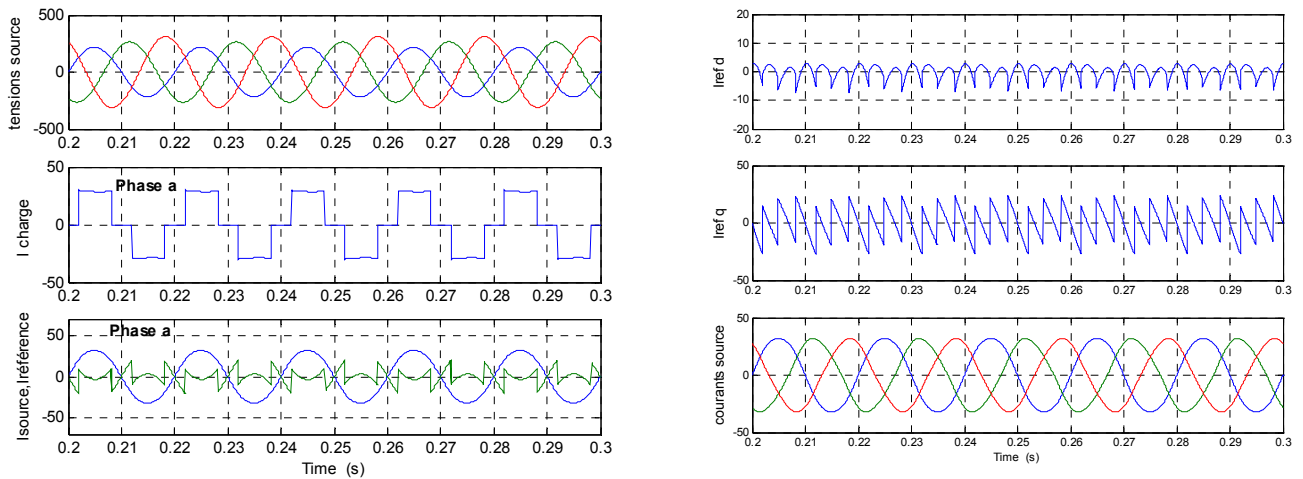 tensions source
500
0
-500
0.2 0.21 0.22 0.23 0.24 0.25 0.26 0.27 0.28 0.29 0.3
I charge
Phase a
50
0
-50
0.2 0.21 0.22 0.23 0.24 0.25 0.26 0.27 0.28 0.29 0.3
Isource,Iréférence
Phase a
50
0
-50
0.2 0.21 0.22 0.23 0.24 0.25 0.26 0.27 0.28 0.29 0.3
Time (s)
Iref d
20
10
0
-10
-20
0.2 0.21 0.22 0.23 0.24 0.25 0.26 0.27 0.28 0.29 0.3
Iref q
50
0
-50
0.2 0.21 0.22 0.23 0.24 0.25 0.26 0.27 0.28 0.29 0.3
courants source
50
0
-50
0.2 0.21 0.22 0.23 0.24 0.25 0.26 0.27 0.28 0.29 0.3
Time (s)